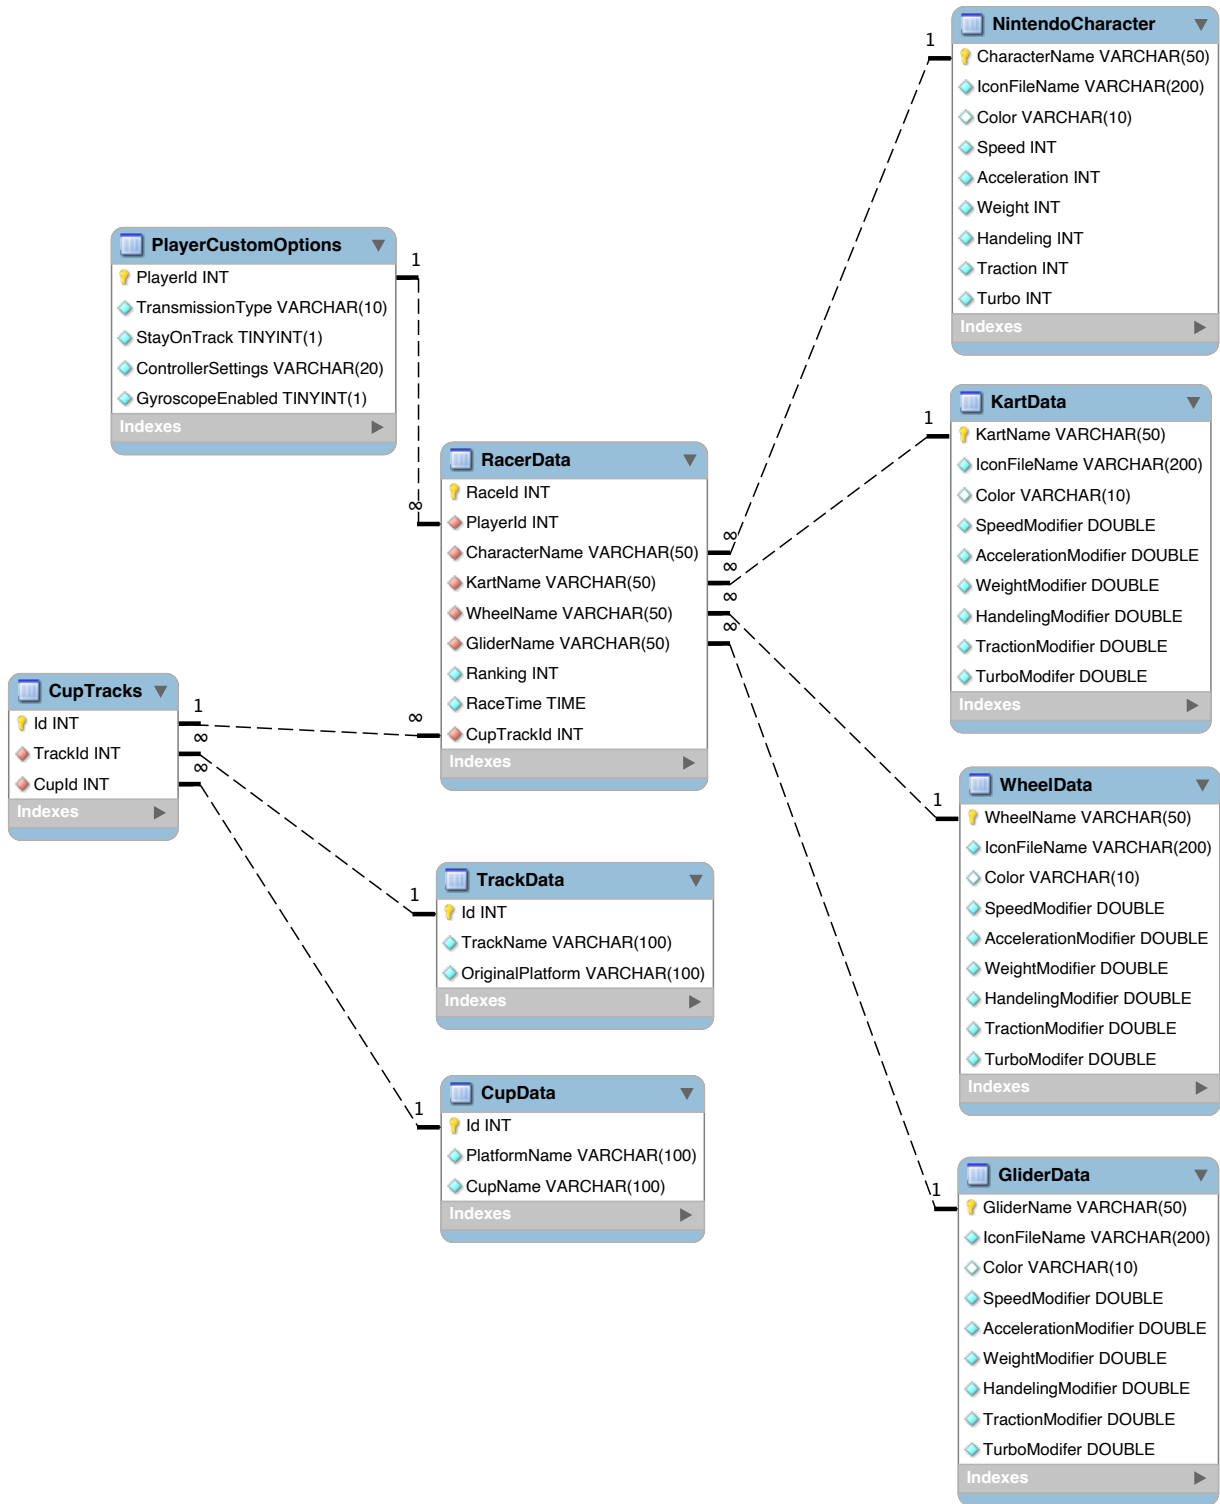 NintendoCharacter
CharacterName VARCHAR(50)
IconFileName VARCHAR(200)
Color VARCHAR(10)
Speed INT
Acceleration INT
Weight INT
Handeling INT
Traction INT
Turbo INT
Indexes
1
PlayerCustomOptions
PlayerId INT
TransmissionType VARCHAR(10)
StayOnTrack TINYINT(1)
ControllerSettings VARCHAR(20)
GyroscopeEnabled TINYINT(1)
Indexes
1
∞
KartData
KartName VARCHAR(50)
IconFileName VARCHAR(200)
Color VARCHAR(10)
SpeedModifier DOUBLE
AccelerationModifier DOUBLE
WeightModifier DOUBLE
HandelingModifier DOUBLE
TractionModifier DOUBLE
TurboModifer DOUBLE
Indexes
1
RacerData
RaceId INT
PlayerId INT
CharacterName VARCHAR(50)
KartName VARCHAR(50)
WheelName VARCHAR(50)
GliderName VARCHAR(50)
Ranking INT
RaceTime TIME
CupTrackId INT
Indexes
∞
∞
∞
∞
CupTracks
Id INT
TrackId INT
CupId INT
Indexes
1
∞
∞
∞
WheelData
WheelName VARCHAR(50)
IconFileName VARCHAR(200)
Color VARCHAR(10)
SpeedModifier DOUBLE
AccelerationModifier DOUBLE
WeightModifier DOUBLE
HandelingModifier DOUBLE
TractionModifier DOUBLE
TurboModifer DOUBLE
Indexes
1
TrackData
Id INT
TrackName VARCHAR(100)
OriginalPlatform VARCHAR(100)
Indexes
1
CupData
Id INT
PlatformName VARCHAR(100)
CupName VARCHAR(100)
Indexes
1
GliderData
GliderName VARCHAR(50)
IconFileName VARCHAR(200)
Color VARCHAR(10)
SpeedModifier DOUBLE
AccelerationModifier DOUBLE
WeightModifier DOUBLE
HandelingModifier DOUBLE
TractionModifier DOUBLE
TurboModifer DOUBLE
Indexes
1